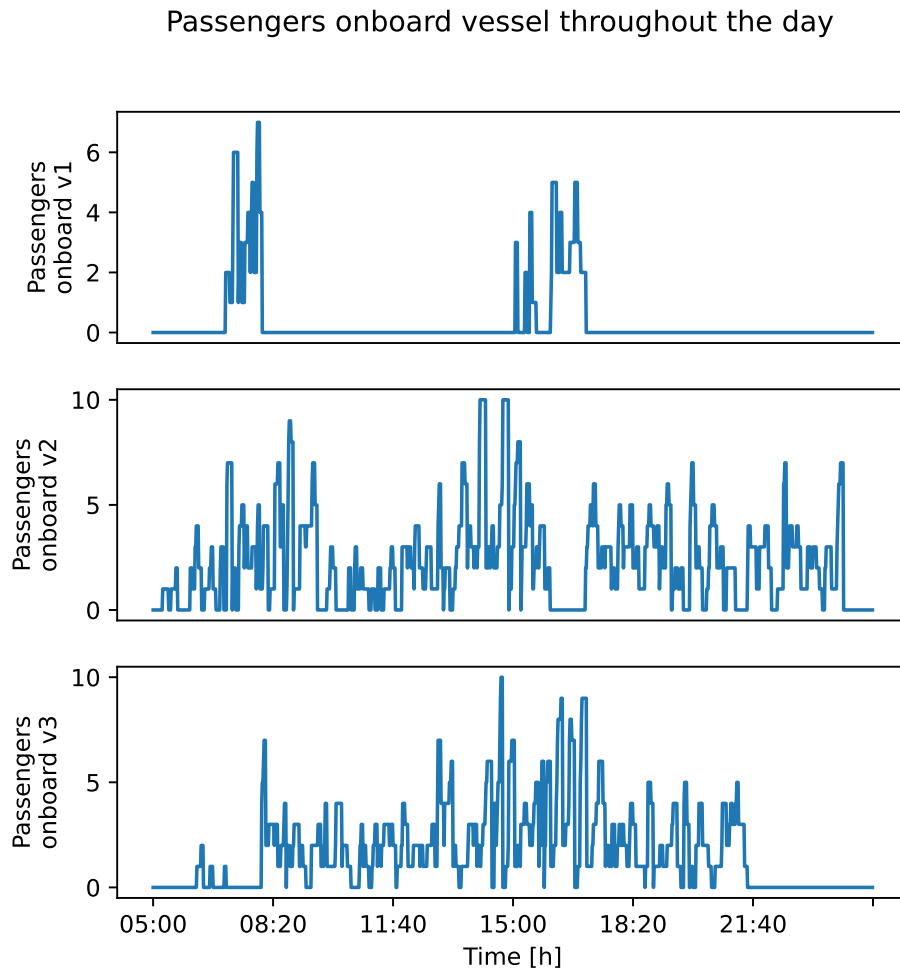 Passengers onboard vessel throughout the day
Passengers
onboard v1
6
4
2
0
Passengers
onboard v2
10
5
0
Passengers
onboard v3
10
5
0
05:00 08:20 11:40 15:00 18:20 21:40
Time [h]